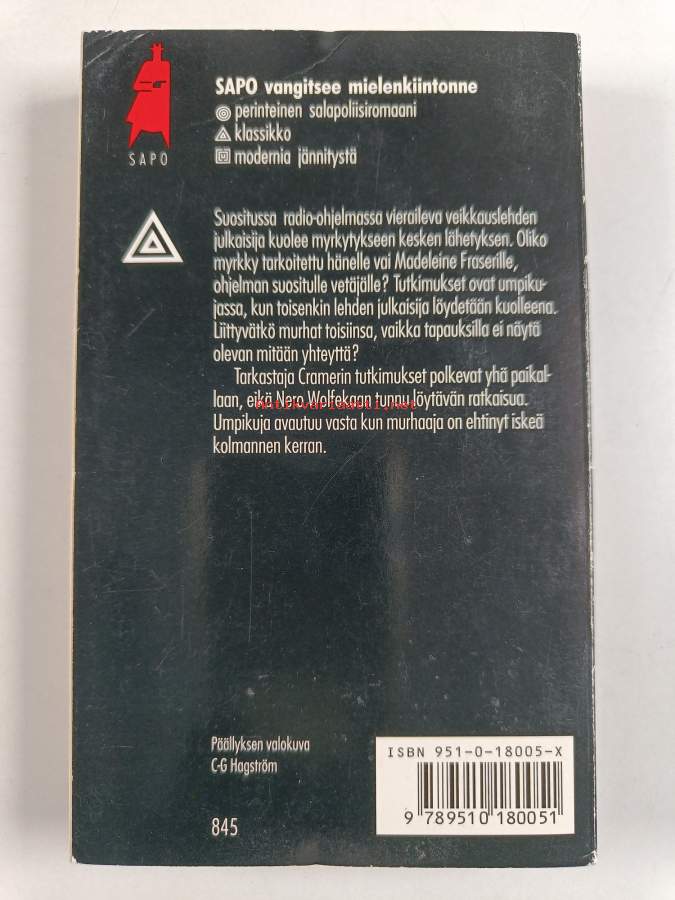 SAPO
SAPO vangitsee mielenkiintonne
perinteinen salapoliisiromaani
klassikko
modernia jännitystä
Suositussa radio-ohjelmassa vieraileva veikkauslehden
julkaisija kuolee myrkytykseen kesken lähetyksen. Oliko
myrkky tarkoitettu hänelle vai Madeleine Fraserille,
ohjelman suositulle vetäjälle? Tutkimukset ovat umpiku-
jassa, kun toisenkin lehden julkaisija löydetään kuolleena.
Liittyvätkö murhat toisiinsa, vaikka tapauksilla ei näytä
olevan mitään yhteyttä?
Tarkastaja Cramerin tutkimukset polkevat yhä paikal-
laan, eikä Nero Wolfekaan tunnu löytävän ratkaisua.
Antikvariaatti.net
Umpikuja avautuu vasta kun murhaaja on ehtinyt iskeä
kolmannen kerran.
Päällyksen valokuva
C-G Hagström
845
ISBN 951-0-18005-X
9 789510 180051